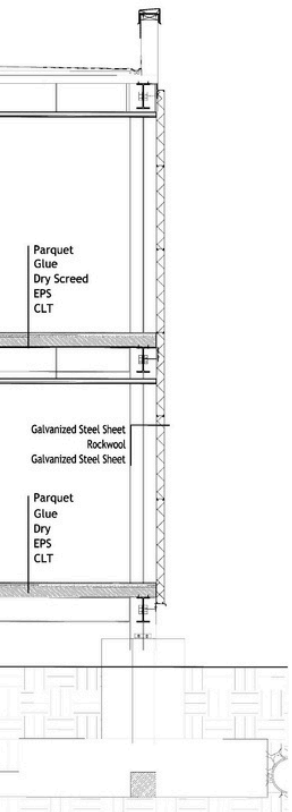 Parquet
Glue
Dry Screed
EPS
CLT
Galvanized Steel Sheet
Rockwool
Galvanized Steel Sheet
Parquet
Glue
Dry
EPS
CLT